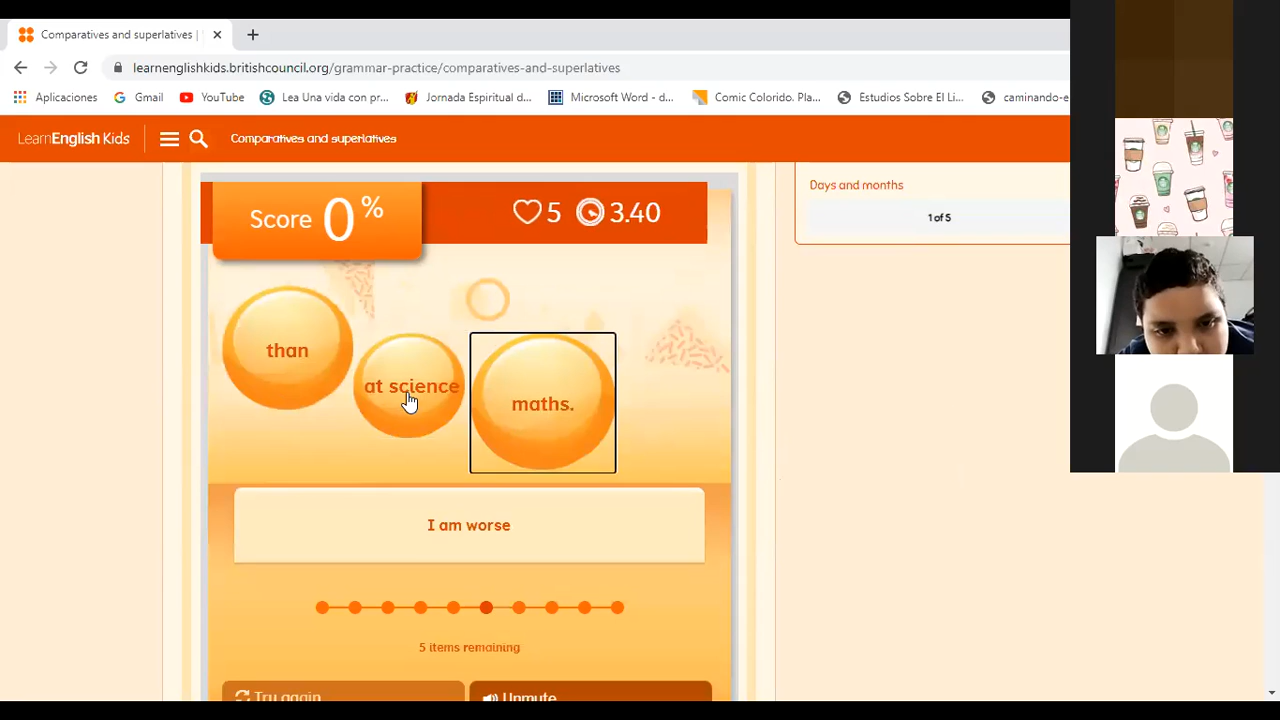 Comparatives and superlatives |
learnenglishkids.britishcouncil.org/grammar-practice/comparatives-and-superlatives
Aplicaciones
Gmail
YouTube
Lea Una vida con pr...
Jornada Espiritual d...
Microsoft Word - d...
Comic Colorido. Pla...
Estudios Sobre El Li...
caminando-e
LearnEnglish Kids
Comparatives and superlatives
Score 0%
5
3.40
Days and months
1 of 5
than
at science
maths.
I am worse
5 items remaining
Try again
Unmute